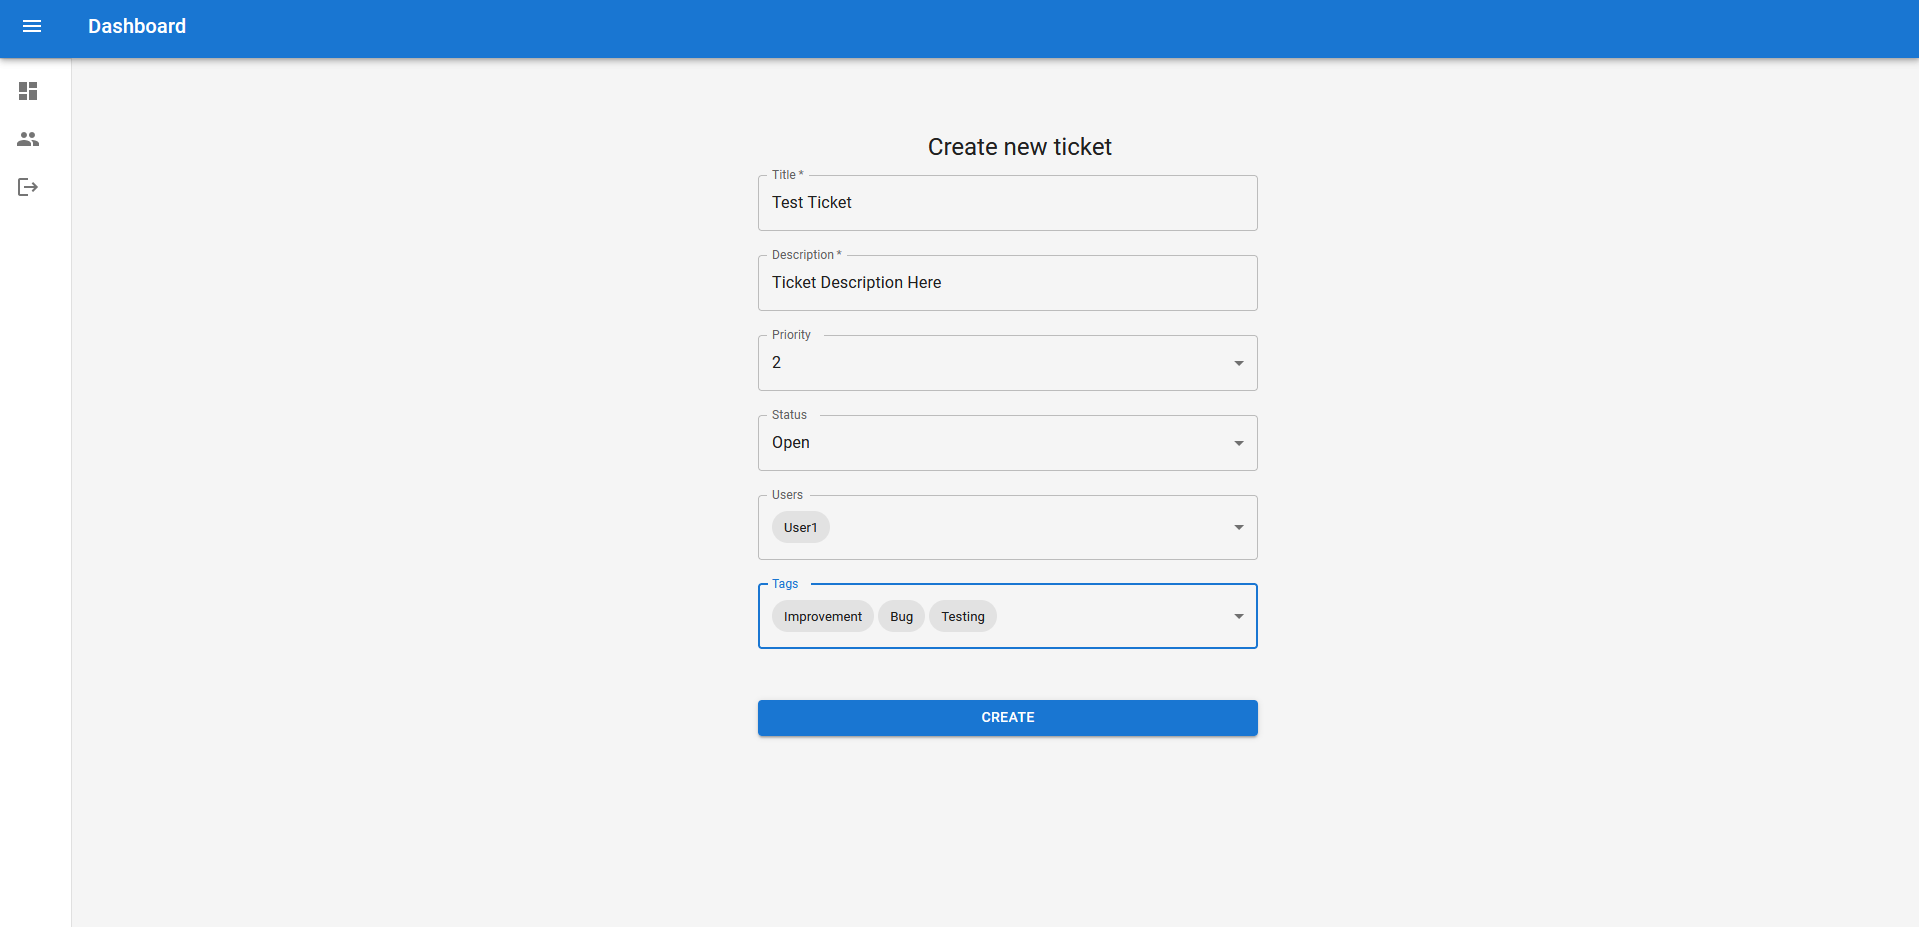 Dashboard
Create new ticket
Title *
Test Ticket
Description *
Ticket Description Here
Priority
2
Status
Open
Users
User1
Tags
Improvement Bug Testing
CREATE